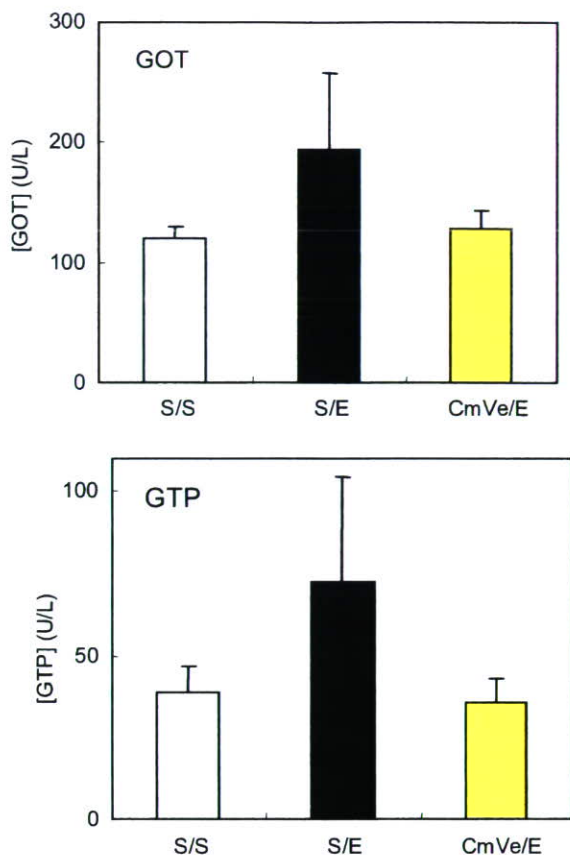 GOT
[GOT] (U/L)
300
200
100
0
S/S S/E CmVe/E
GTP
[GTP] (U/L)
100
50
0
S/S S/E CmVe/E